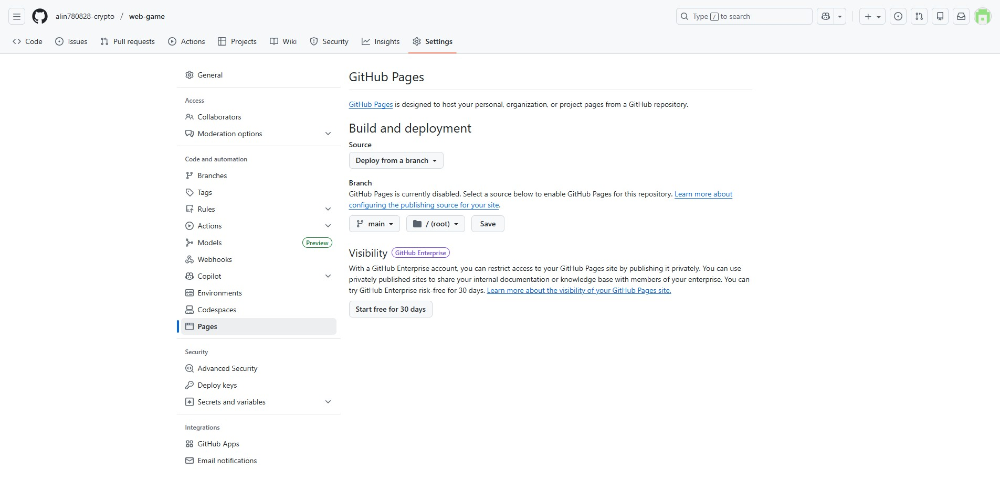 alin780828-crypto / web-game
Type / to search
Code
Issues
Pull requests
Actions
Projects
Wiki
Security
Insights
Settings
General
Access
Collaborators
Moderation options
Code and automation
Branches
Tags
Rules
Actions
Models Preview
Webhooks
Copilot
Environments
Codespaces
Pages
Security
Advanced Security
Deploy keys
Secrets and variables
Integrations
GitHub Apps
Email notifications
GitHub Pages
GitHub Pages is designed to host your personal, organization, or project pages from a GitHub repository.
Build and deployment
Source
Deploy from a branch
Branch
GitHub Pages is currently disabled. Select a source below to enable GitHub Pages for this repository. Learn more about
configuring the publishing source for your site.
main / (root) Save
Visibility GitHub Enterprise
With a GitHub Enterprise account, you can restrict access to your GitHub Pages site by publishing it privately. You can use
privately published sites to share your internal documentation or knowledge base with members of your enterprise. You can
try GitHub Enterprise risk-free for 30 days. Learn more about the visibility of your GitHub Pages site.
Start free for 30 days